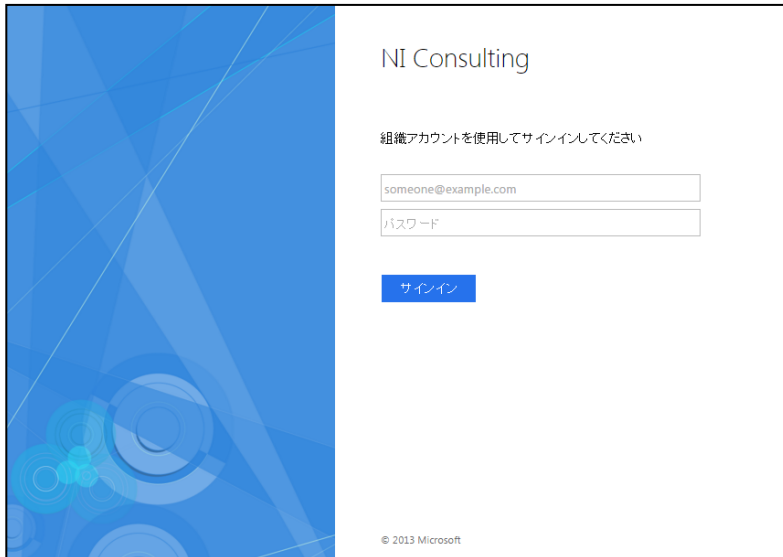 NI Consulting
組織アカウントを使用してサインインしてください
someone@example.com
パスワード
サインイン
© 2013 Microsoft